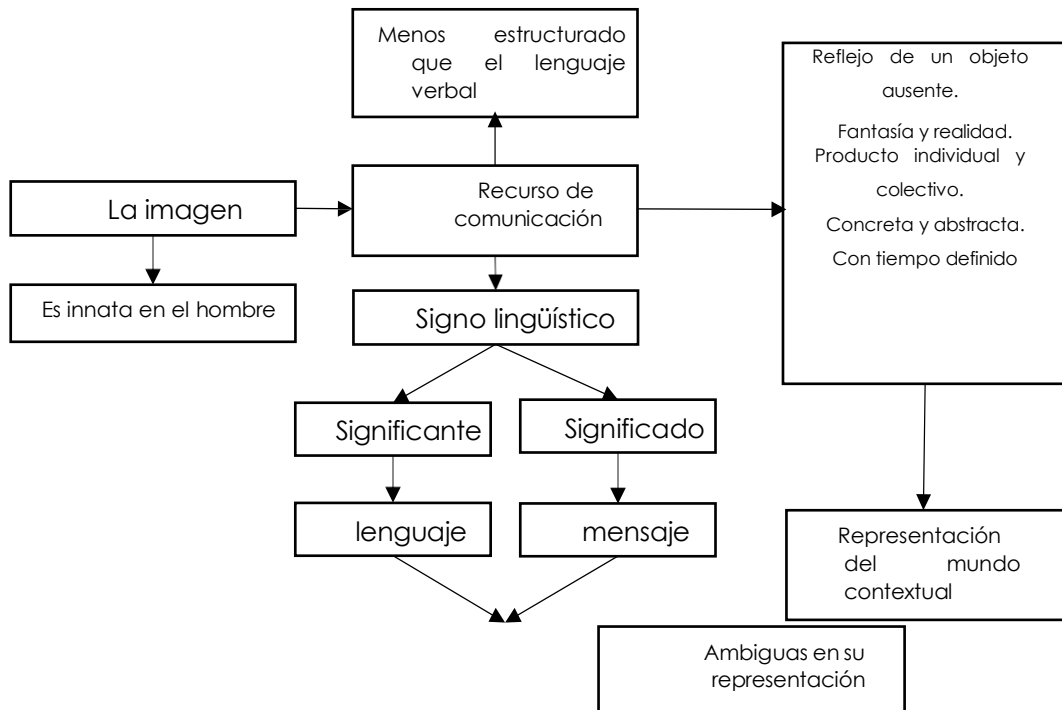 Menos estructurado
que el lenguaje
verbal
Reflejo de un objeto
ausente.
Fantasía y realidad.
Producto individual y
colectivo.
Concreta y abstracta.
Con tiempo definido
La imagen
Recurso de
comunicación
Es innata en el hombre
Signo lingüístico
Significante
Significado
lenguaje
mensaje
Representación
del mundo
contextual
Ambiguas en su
representación